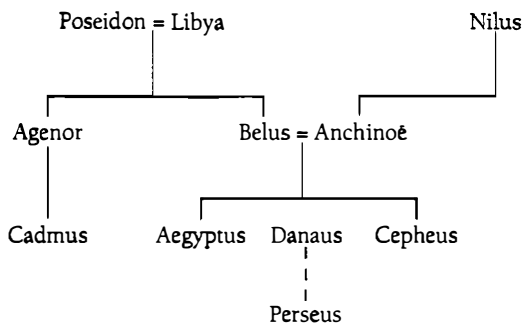 Poseidon = Libya Nilus
Agenor Belus = Anchinoë
Cadmus Aegyptus Danaus Cepheus
Perseus